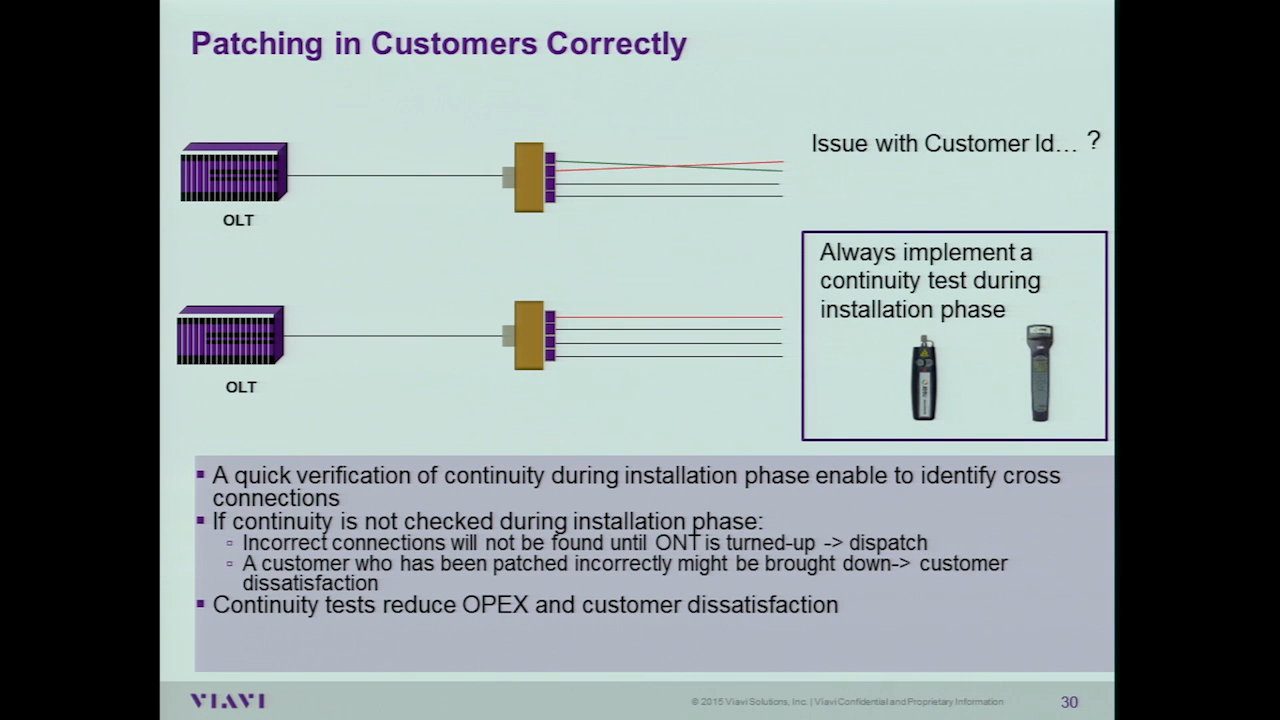 Patching in Customers Correctly
Issue with Customer Id… ?
OLT
Always implement a
continuity test during
installation phase
OLT
▪ A quick verification of continuity during installation phase enable to identify cross
connections
▪ If continuity is not checked during installation phase:
▫ Incorrect connections will not be found until ONT is turned-up -> dispatch
▫ A customer who has been patched incorrectly might be brought down-> customer
dissatisfaction
▪ Continuity tests reduce OPEX and customer dissatisfaction
VIAVI
© 2015 Viavi Solutions, Inc. | Viavi Confidential and Proprietary Information
30